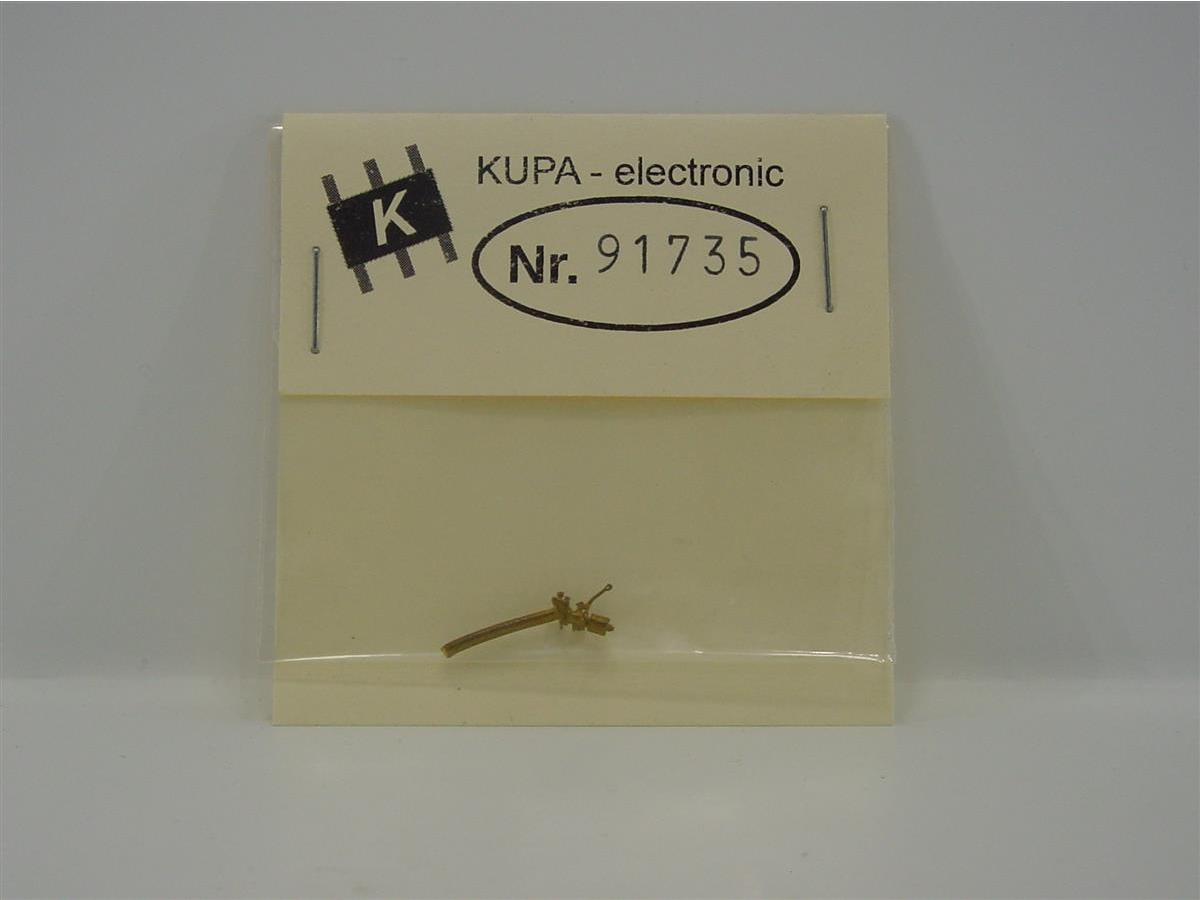 K
KUPA - electronic
Nr. 91735